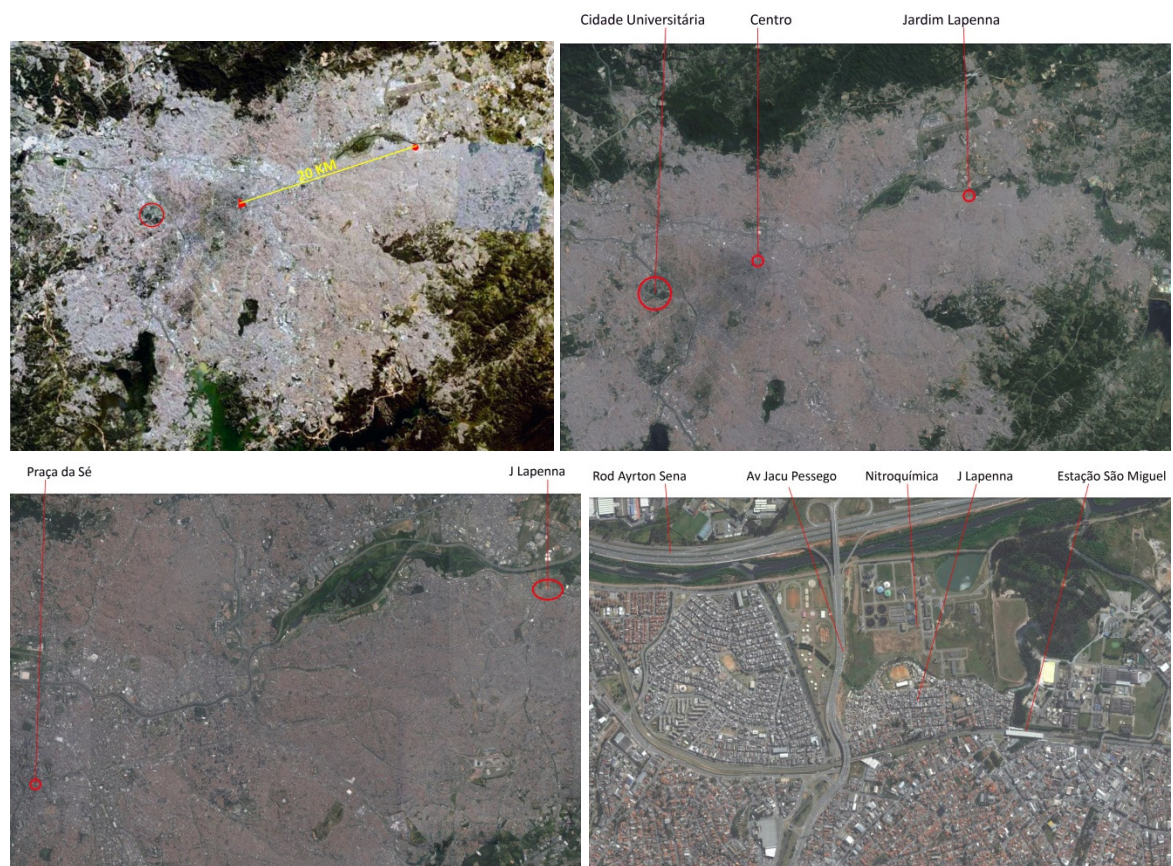 Cidade Universitária
Centro
Jardim Lapenna
20 KM
Praça da Sé
J Lapenna
Rod Ayrton Sena
Av Jacu Pessego
Nitroquímica
J Lapenna
Estação São Miguel